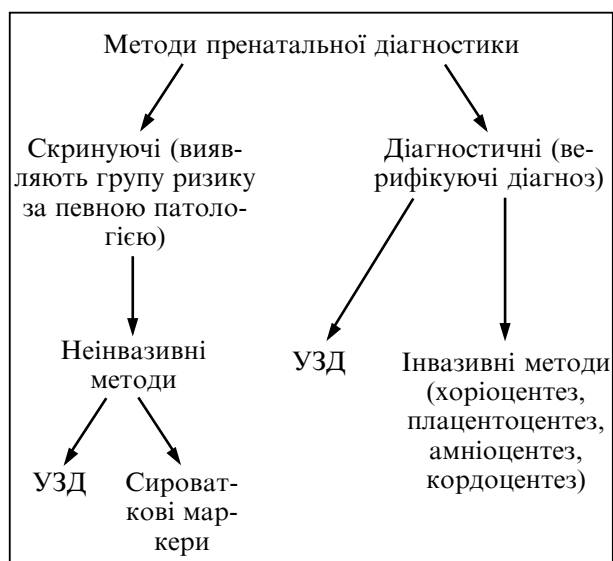 Методи пренатальної діагностики
Скринуючі (вияв-
ляють групу ризику
за певною патоло-
гією)
Діагностичні (ве-
рифікуючі діагноз)
Неінвазивні
методи
УЗД
Сироват-
кові мар-
кери
УЗД
Інвазивні методи
(хоріоцентез,
плацентоцентез,
амніоцентез,
кордоцентез)